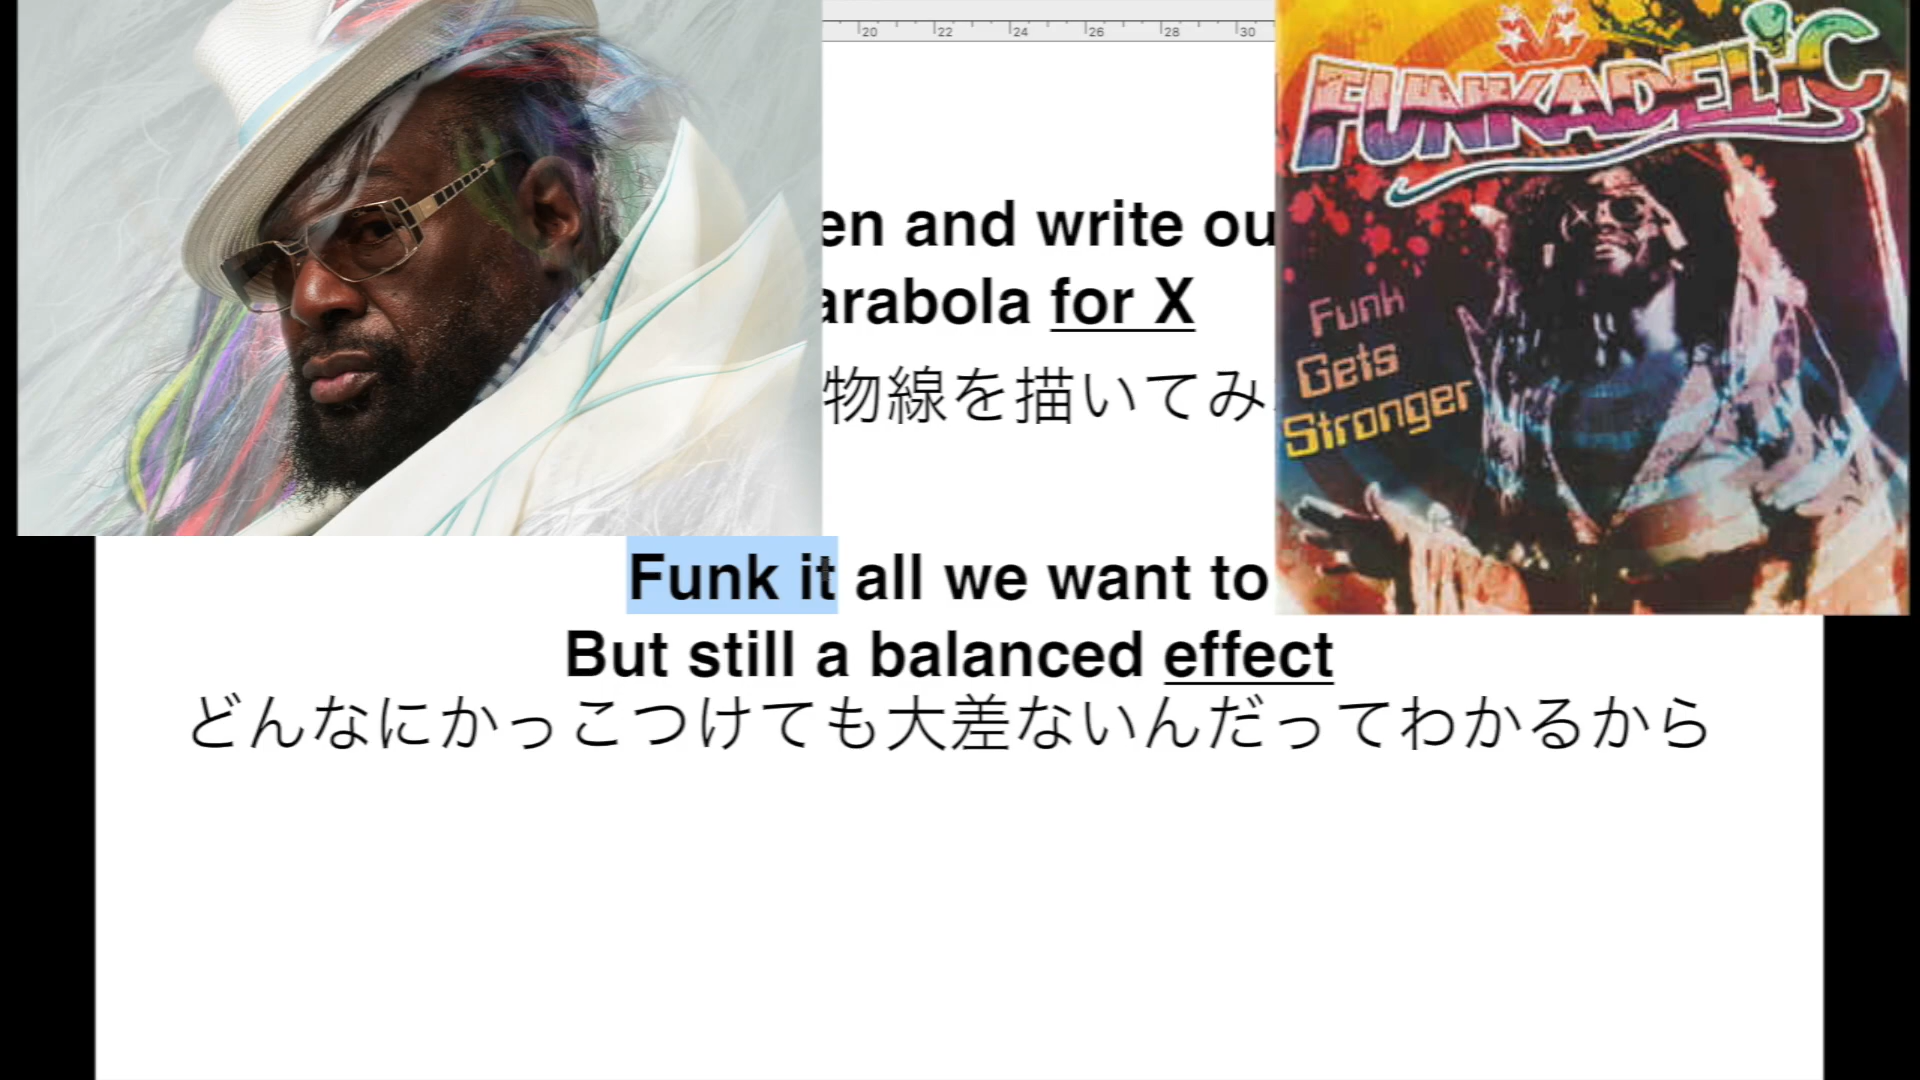 20 22 24 26 28 30
en and write ou
arabola for X
物線を描いてみ
FUNKADELIC
Funk
Gets
Stronger
Funk it all we want to
But still a balanced effect
どんなにかっこつけても大差ないんだってわかるから